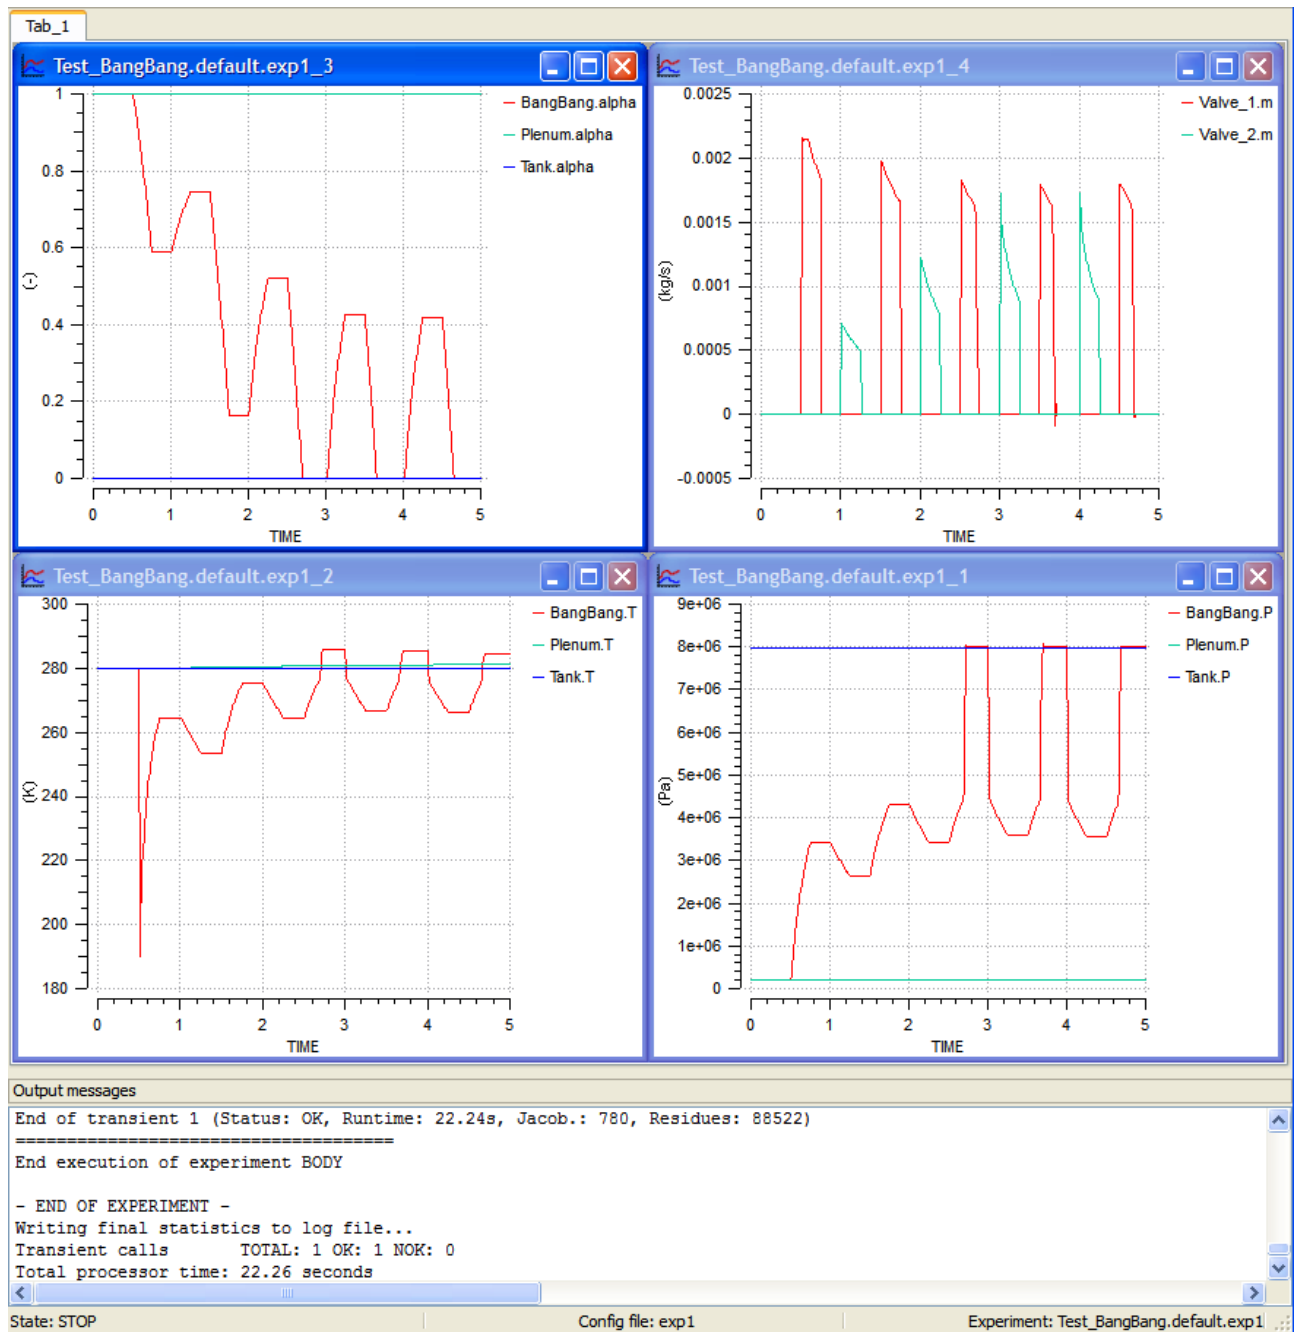 Tab_1
Test_BangBang.default.exp1_3
1
0.8
0.6
0.4
0.2
0
(-)
0 1 2 3 4 5
TIME
BangBang.alpha
Plenum.alpha
Tank.alpha
Test_BangBang.default.exp1_4
0.0025
0.002
0.0015
0.001
0.0005
0
-0.0005
(kg/s)
0 1 2 3 4 5
TIME
Valve_1.m
Valve_2.m
Test_BangBang.default.exp1_2
300
280
260
240
220
200
180
(K)
0 1 2 3 4 5
TIME
BangBang.T
Plenum.T
Tank.T
Test_BangBang.default.exp1_1
9e+06
8e+06
7e+06
6e+06
5e+06
4e+06
3e+06
2e+06
1e+06
0
(Pa)
0 1 2 3 4 5
TIME
BangBang.P
Plenum.P
Tank.P
Output messages
End of transient 1 (Status: OK, Runtime: 22.24s, Jacob.: 780, Residues: 88522)
=====================================
End execution of experiment BODY
- END OF EXPERIMENT -
Writing final statistics to log file...
Transient calls TOTAL: 1 OK: 1 NOK: 0
Total processor time: 22.26 seconds
State: STOP
Config file: exp1
Experiment: Test_BangBang.default.exp1